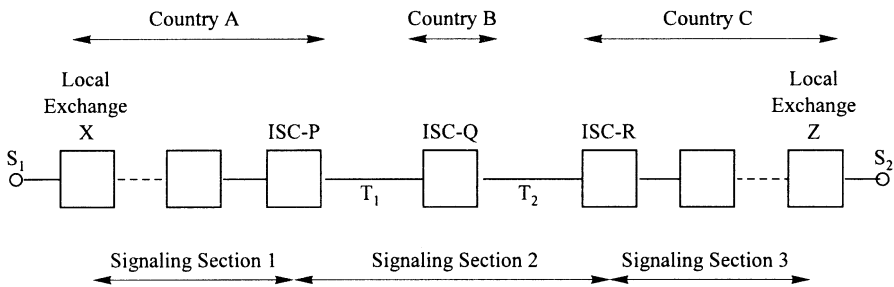 Country A
Country B
Country C
Local
Exchange
X
Local
Exchange
Z
ISC-P
ISC-Q
ISC-R
S1
S2
T1
T2
Signaling Section 1
Signaling Section 2
Signaling Section 3